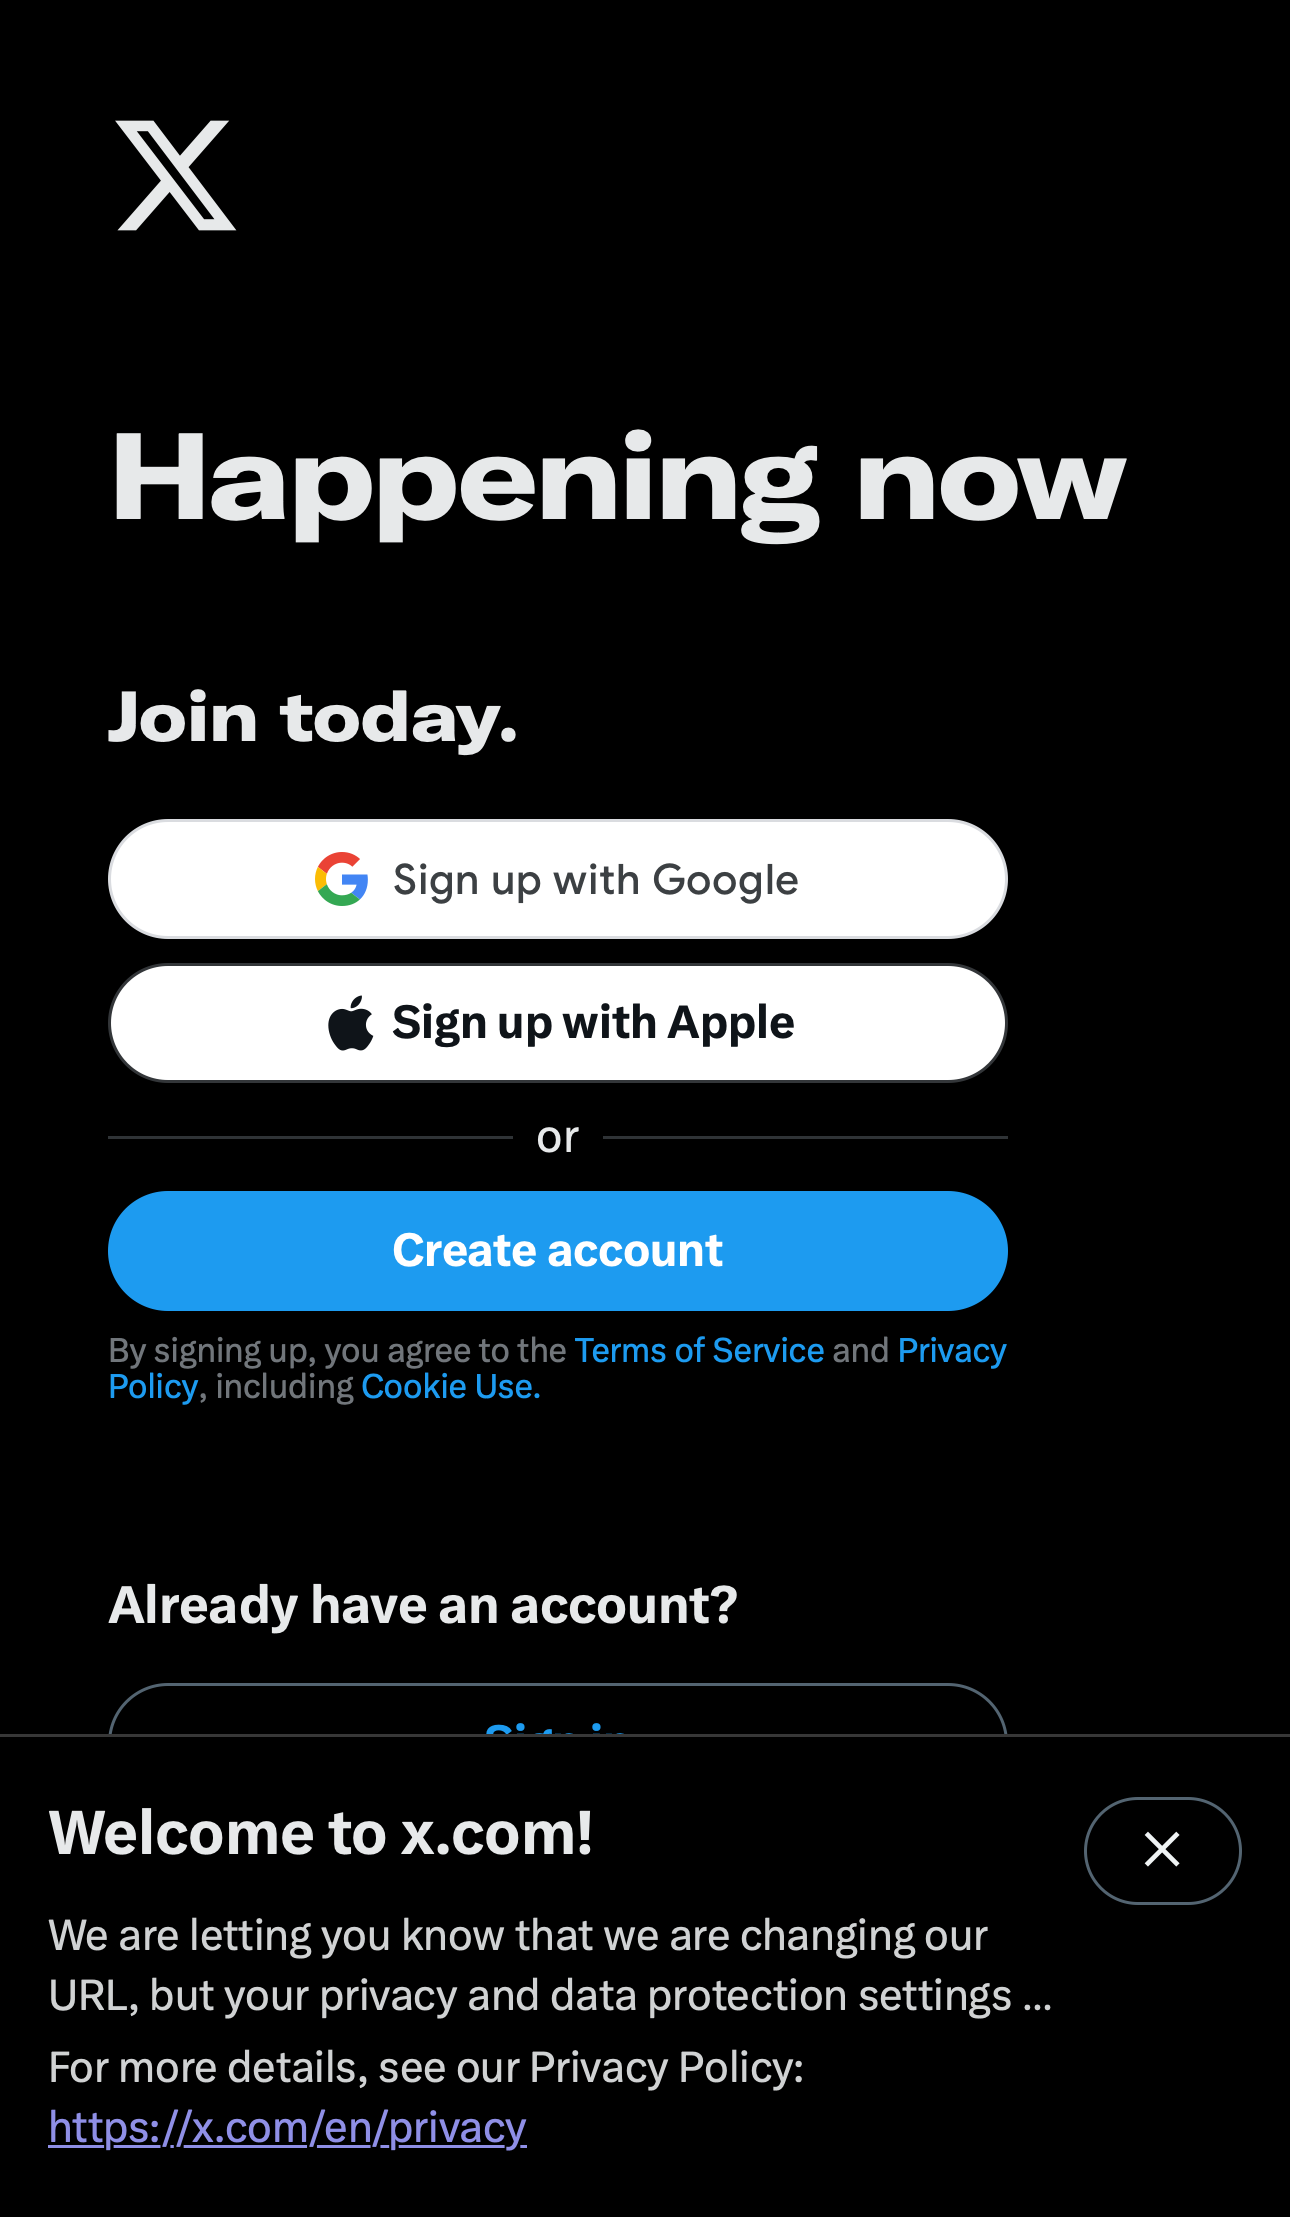 Happening now
Join today.
Sign up with Google
Sign up with Apple
or
Create account
By signing up, you agree to the Terms of Service and Privacy
Policy, including Cookie Use.
Already have an account?
Sign in
Welcome to x.com!
We are letting you know that we are changing our
URL, but your privacy and data protection settings ...
For more details, see our Privacy Policy:
https://x.com/en/privacy